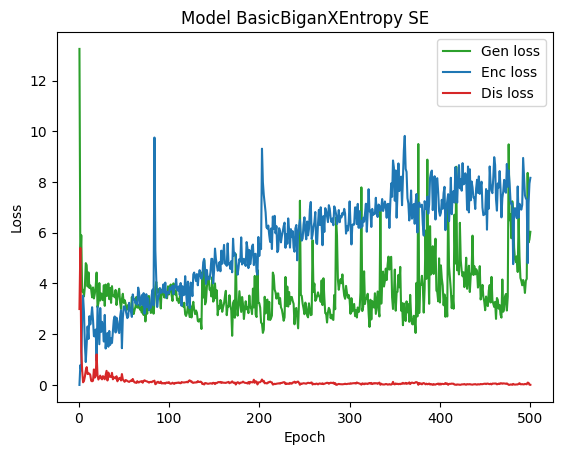 Model BasicBiganXEntropy SE
Gen loss
Enc loss
Dis loss
Loss
12
10
8
6
4
2
0
0 100 200 300 400 500
Epoch